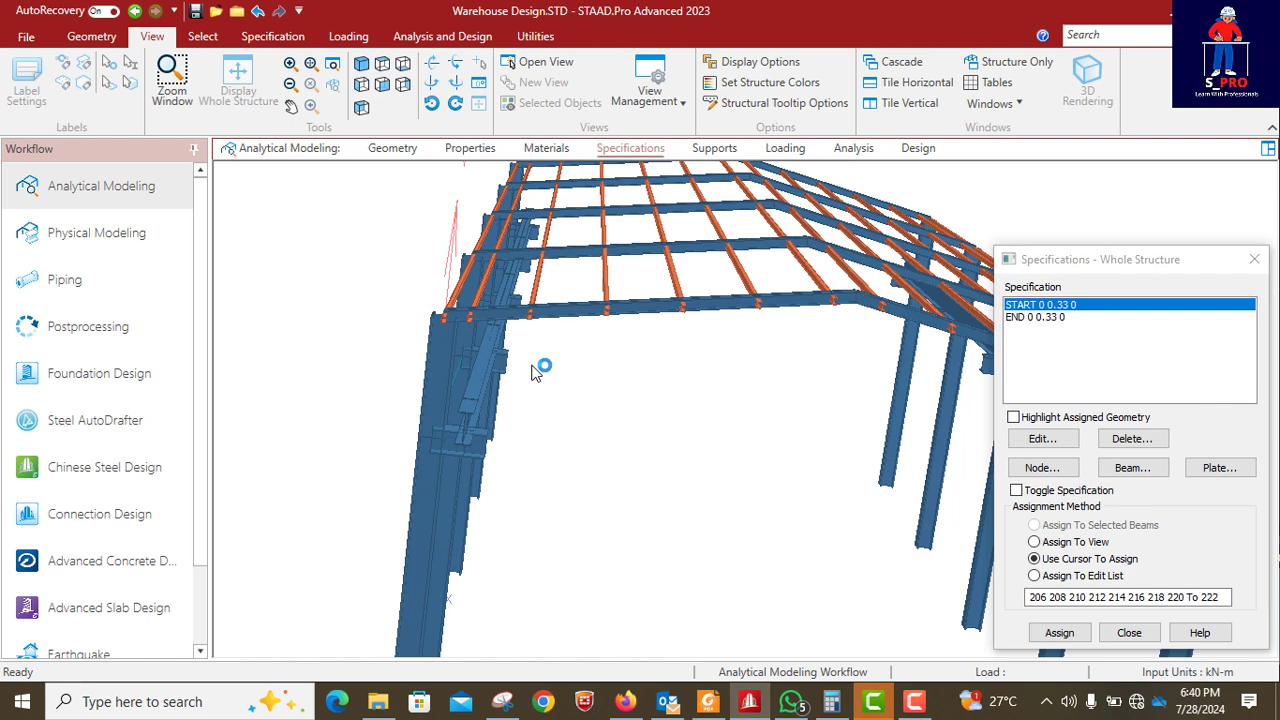 AutoRecovery On
Warehouse Design.STD - STAAD.Pro Advanced 2023
File
Geometry
View
Select
Specification
Loading
Analysis and Design
Utilities
Search
S_PRO
Learn With Professionals
Label
Settings
Labels
Zoom
Window
Display
Whole Structure
Tools
Open View
New View
Selected Objects
View
Management
Views
Display Options
Set Structure Colors
Structural Tooltip Options
Options
Cascade
Tile Horizontal
Tile Vertical
Structure Only
Tables
Windows
Windows
3D
Rendering
Workflow
Analytical Modeling:
Geometry
Properties
Materials
Specifications
Supports
Loading
Analysis
Design
Analytical Modeling
Physical Modeling
Piping
Postprocessing
Foundation Design
Steel AutoDrafter
Chinese Steel Design
Connection Design
Advanced Concrete D...
Advanced Slab Design
Earthquake
X
Specifications - Whole Structure
Specification
START 0 0.33 0
END 0 0.33 0
Highlight Assigned Geometry
Edit...
Delete...
Node...
Beam...
Plate...
Toggle Specification
Assignment Method
Assign To Selected Beams
Assign To View
Use Cursor To Assign
Assign To Edit List
206 208 210 212 214 216 218 220 To 222
Assign
Close
Help
Ready
Analytical Modeling Workflow
Load :
Input Units : kN-m
Type here to search
5
27°C
6:40 PM
7/28/2024